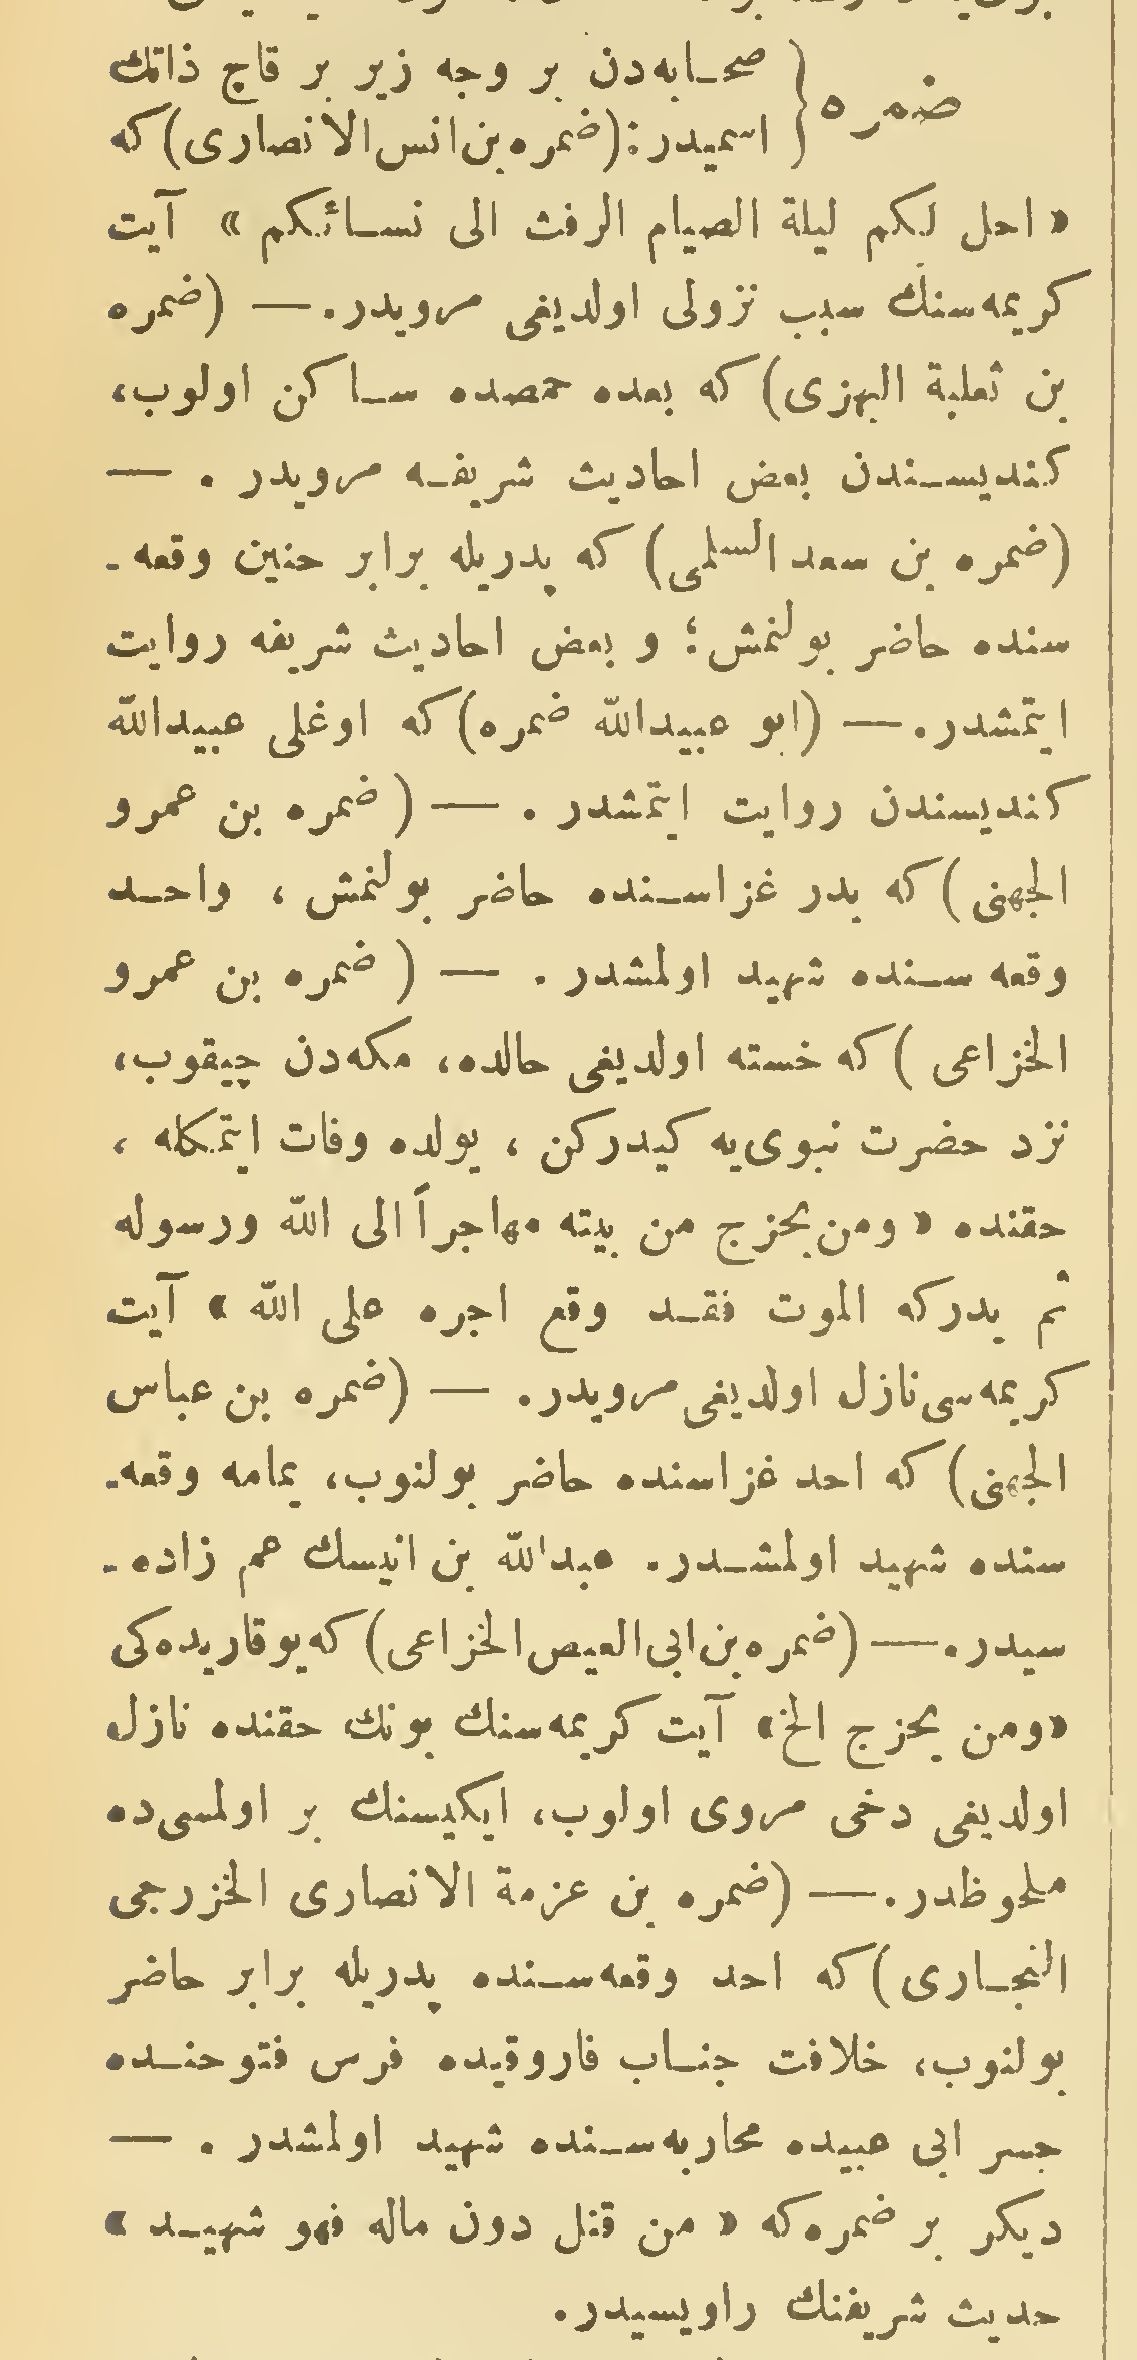 ضمره } صحابه‌دن بر وجه زیر بر قاچ ذاتك
اسمیدر: (ضمره بن انس الانصاری) كه
« احل لكم لیلة الصیام الرفث الی نسائكم » آیت
كریمه‌سنك سبب نزولی اولدیغی مرویدر. — (ضمره
بن ثعلبة البهزی) كه بعده حمصده ساكن اولوب،
كندیسندن بعض احادیث شریفه مرویدر . —
(ضمره بن سعد السلمی) كه پدریله برابر حنین وقعه-
سنده حاضر بولنمش؛ و بعض احادیث شریفه روایت
ایتمشدر. — (ابو عبیدالله ضمره) كه اوغلی عبیدالله
كندیسندن روایت ایتمشدر . — (ضمره بن عمرو
الجهنی) كه بدر غزاسنده حاضر بولنمش ، واحد
وقعه سنده شهید اولمشدر . — (ضمره بن عمرو
الخزاعی ) كه خسته اولدیغی حالده، مكه‌دن چیقوب،
نزد حضرت نبوی‌یه كیدركن ، یولده وفات ایتمكله ،
حقنده « ومن یخرج من بیته مهاجراً الی الله ورسوله
ثم یدركه الموت فقد وقع اجره علی الله » آیت
كریمه‌سی نازل اولدیغی مرویدر. — (ضمره بن عباس
الجهنی) كه احد غزاسنده حاضر بولنوب، یمامه وقعه-
سنده شهید اولمشدر. عبدالله بن انیسك عم زاده-
سیدر. — (ضمره بن ابی العیص الخزاعی) كه یوقاریده‌كی
«ومن یخرج الخ» آیت كریمه‌سنك بونك حقنده نازل
اولدیغی دخی مروی اولوب، ایكیسنك بر اولمسی‌ده
ملحوظدر. — (ضمره بن عزمة الانصاری الخزرجی
النجاری) كه احد وقعه‌سنده پدریله برابر حاضر
بولنوب، خلافت جناب فاروقیده فرس فتوحنده
جسر ابی عبیده محاربه‌سنده شهید اولمشدر . —
دیكر بر ضمره كه « من قتل دون ماله فهو شهید »
حدیث شریفنك راویسیدر.